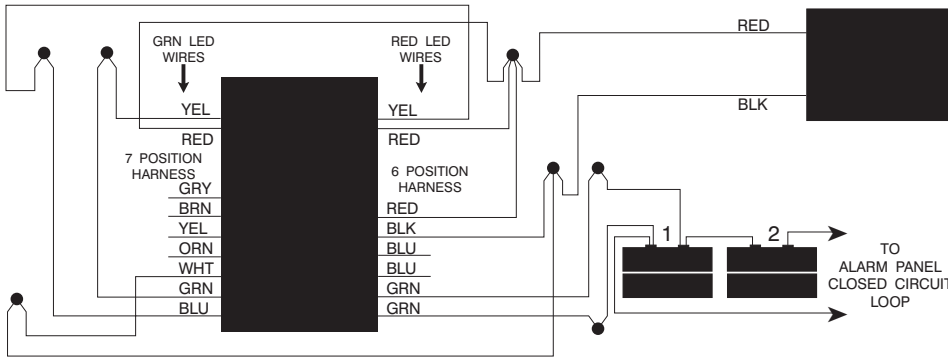 GRN LED
WIRES
RED LED
WIRES
RED
BLK
YEL
RED
7 POSITION
HARNESS
GRY
BRN
YEL
ORN
WHT
GRN
BLU
YEL
RED
6 POSITION
HARNESS
RED
BLK
BLU
BLU
GRN
GRN
1
2
TO
ALARM PANEL
CLOSED CIRCUIT
LOOP